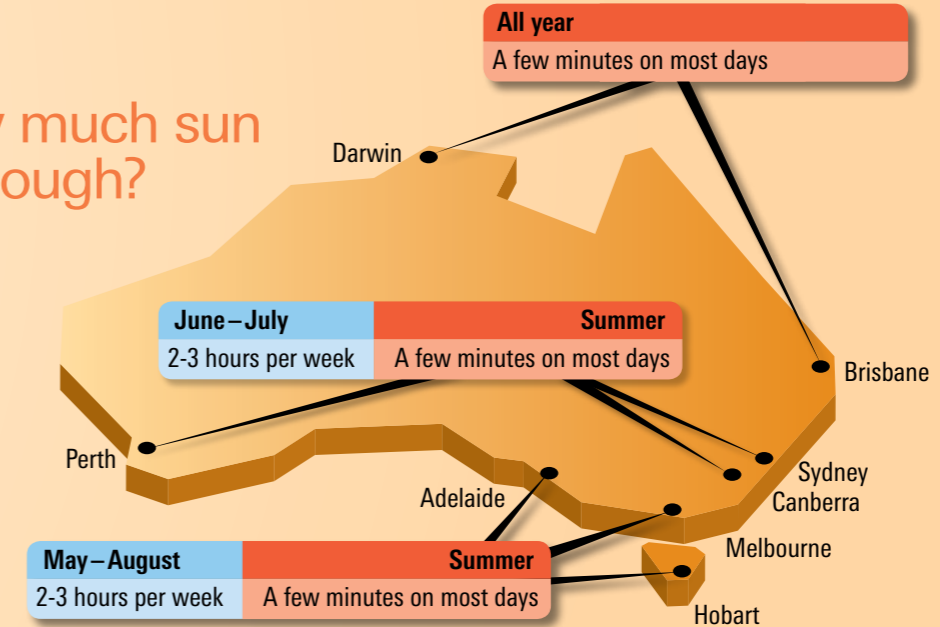 All year
A few minutes on most days
much sun
Darwin
June–July
Summer
2-3 hours per week
A few minutes on most days
Brisbane
Perth
Adelaide
Sydney
Canberra
Melbourne
May–August
Summer
2-3 hours per week
A few minutes on most days
Hobart